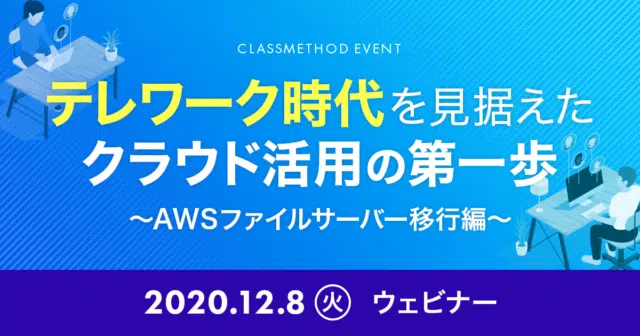 CLASSMETHOD EVENT
テレワーク時代を見据えた
クラウド活用の第一歩
〜AWSファイルサーバー移行編〜
2020.12.8 火 ウェビナー